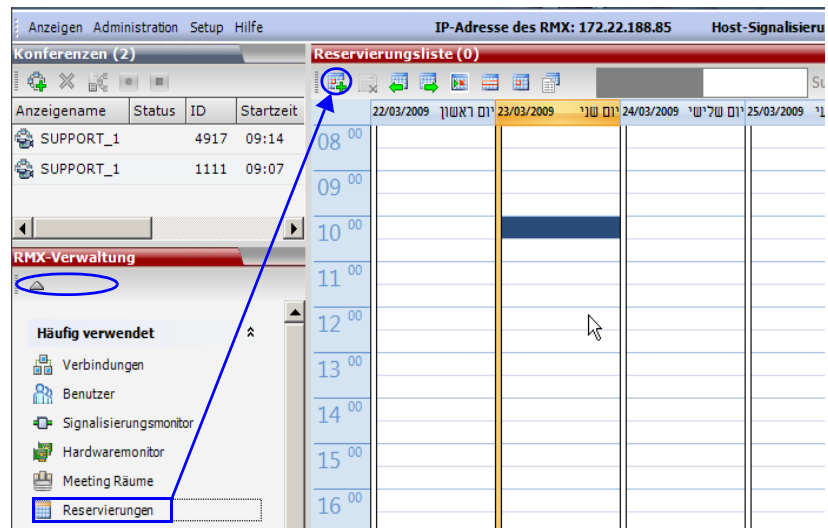 Anzeigen Administration Setup Hilfe IP-Adresse des RMX: 172.22.188.85 Host-Signalisieru
Konferenzen (2)
Anzeigename Status ID Startzeit
SUPPORT_1 4917 09:14
SUPPORT_1 1111 09:07
RMX-Verwaltung
Häufig verwendet
Verbindungen
Benutzer
Signalisierungsmonitor
Hardwaremonitor
Meeting Räume
Reservierungen
Reservierungsliste (0)
Su
22/03/2009 יום ראשון 23/03/2009 יום שני 24/03/2009 יום שלישי 25/03/2009
08 00
09 00
10 00
11 00
12 00
13 00
14 00
15 00
16 00